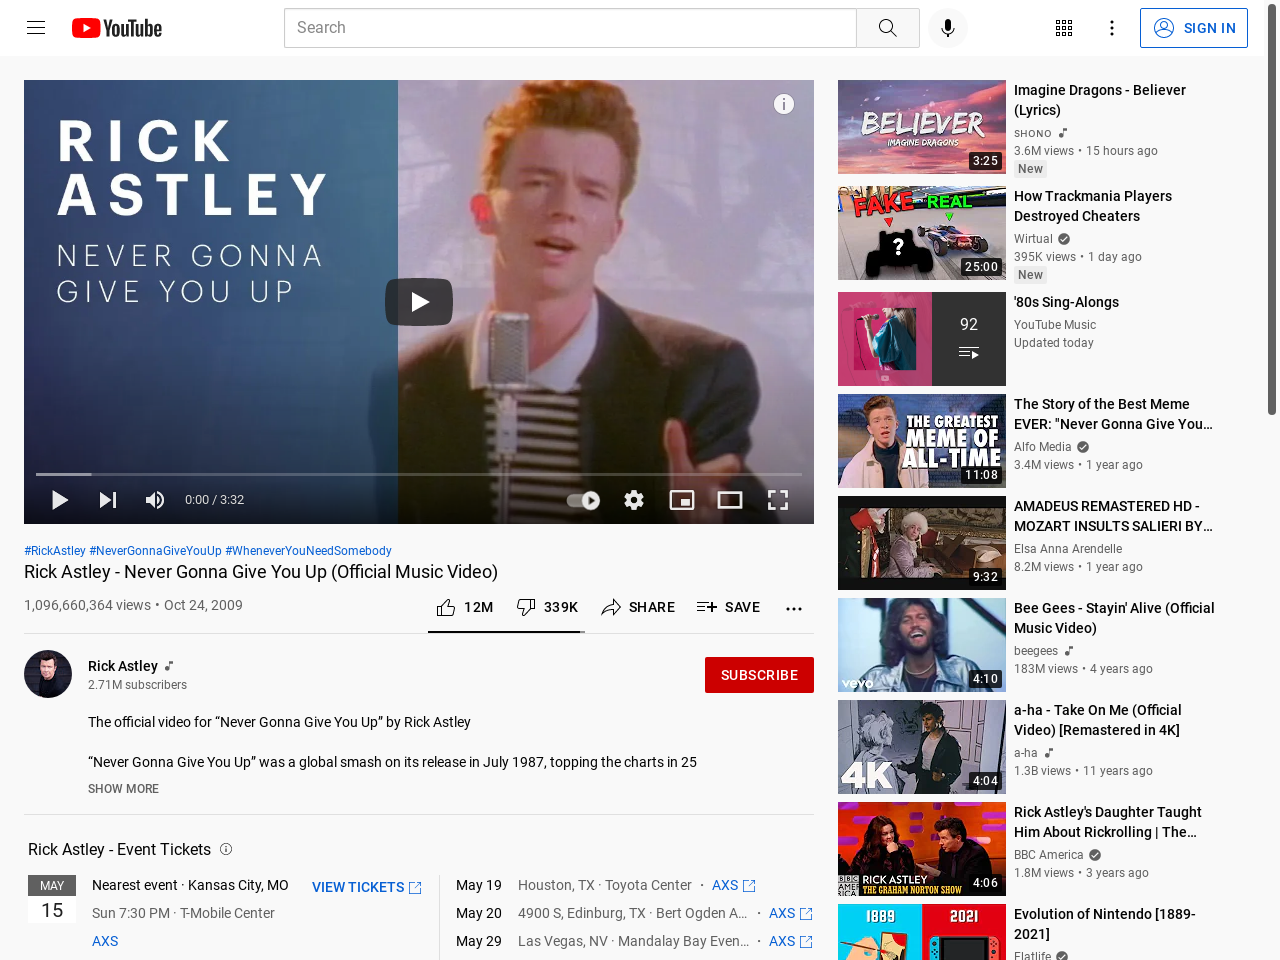 YouTube
Search
SIGN IN
RICK
ASTLEY
NEVER GONNA
GIVE YOU UP
0:00 / 3:32
#RickAstley #NeverGonnaGiveYouUp #WheneverYouNeedSomebody
Rick Astley - Never Gonna Give You Up (Official Music Video)
1,096,660,364 views • Oct 24, 2009
12M
339K
SHARE
SAVE
Rick Astley
2.71M subscribers
SUBSCRIBE
The official video for “Never Gonna Give You Up” by Rick Astley
“Never Gonna Give You Up” was a global smash on its release in July 1987, topping the charts in 25
SHOW MORE
Rick Astley - Event Tickets
MAY
15
Nearest event · Kansas City, MO
VIEW TICKETS
Sun 7:30 PM · T-Mobile Center
AXS
May 19 Houston, TX · Toyota Center · AXS
May 20 4900 S, Edinburg, TX · Bert Ogden A... · AXS
May 29 Las Vegas, NV · Mandalay Bay Even... · AXS
BELIEVER
IMAGINE DRAGONS
3:25
Imagine Dragons - Believer
(Lyrics)
SHONO
3.6M views • 15 hours ago
New
FAKE REAL
?
25:00
How Trackmania Players
Destroyed Cheaters
Wirtual
395K views • 1 day ago
New
92
'80s Sing-Alongs
YouTube Music
Updated today
THE GREATEST
MEME OF
ALL-TIME
11:08
The Story of the Best Meme
EVER: "Never Gonna Give You...
Alfo Media
3.4M views • 1 year ago
9:32
AMADEUS REMASTERED HD -
MOZART INSULTS SALIERI BY...
Elsa Anna Arendelle
8.2M views • 1 year ago
vevo
4:10
Bee Gees - Stayin' Alive (Official
Music Video)
beegees
183M views • 4 years ago
4K
4:04
a-ha - Take On Me (Official
Video) [Remastered in 4K]
a-ha
1.3B views • 11 years ago
BBC
AMERICA
RICK ASTLEY
THE GRAHAM NORTON SHOW
4:06
Rick Astley's Daughter Taught
Him About Rickrolling | The...
BBC America
1.8M views • 3 years ago
1889 2021
Evolution of Nintendo [1889-
2021]
Flatlife